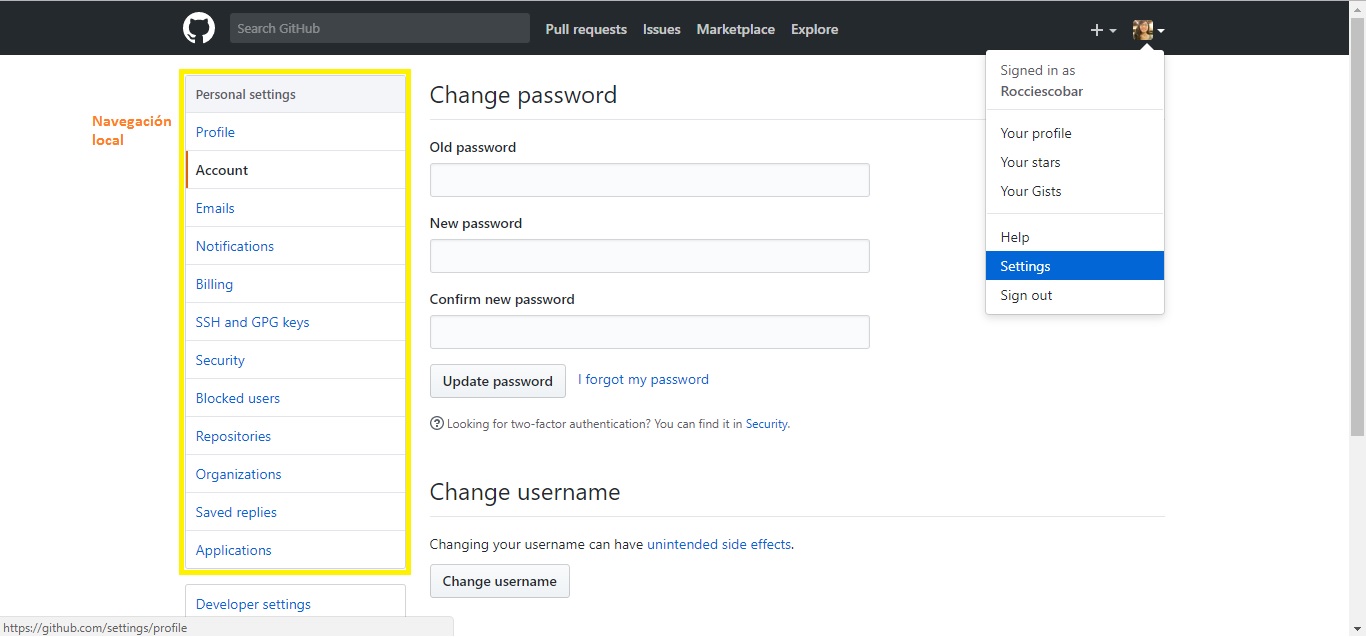 Search GitHub
Pull requests
Issues
Marketplace
Explore
Signed in as
Rocciescobar
Your profile
Your stars
Your Gists
Help
Settings
Sign out
Navegación
local
Personal settings
Profile
Account
Emails
Notifications
Billing
SSH and GPG keys
Security
Blocked users
Repositories
Organizations
Saved replies
Applications
Developer settings
Change password
Old password
New password
Confirm new password
Update password
I forgot my password
Looking for two-factor authentication? You can find it in Security.
Change username
Changing your username can have unintended side effects.
Change username
https://github.com/settings/profile